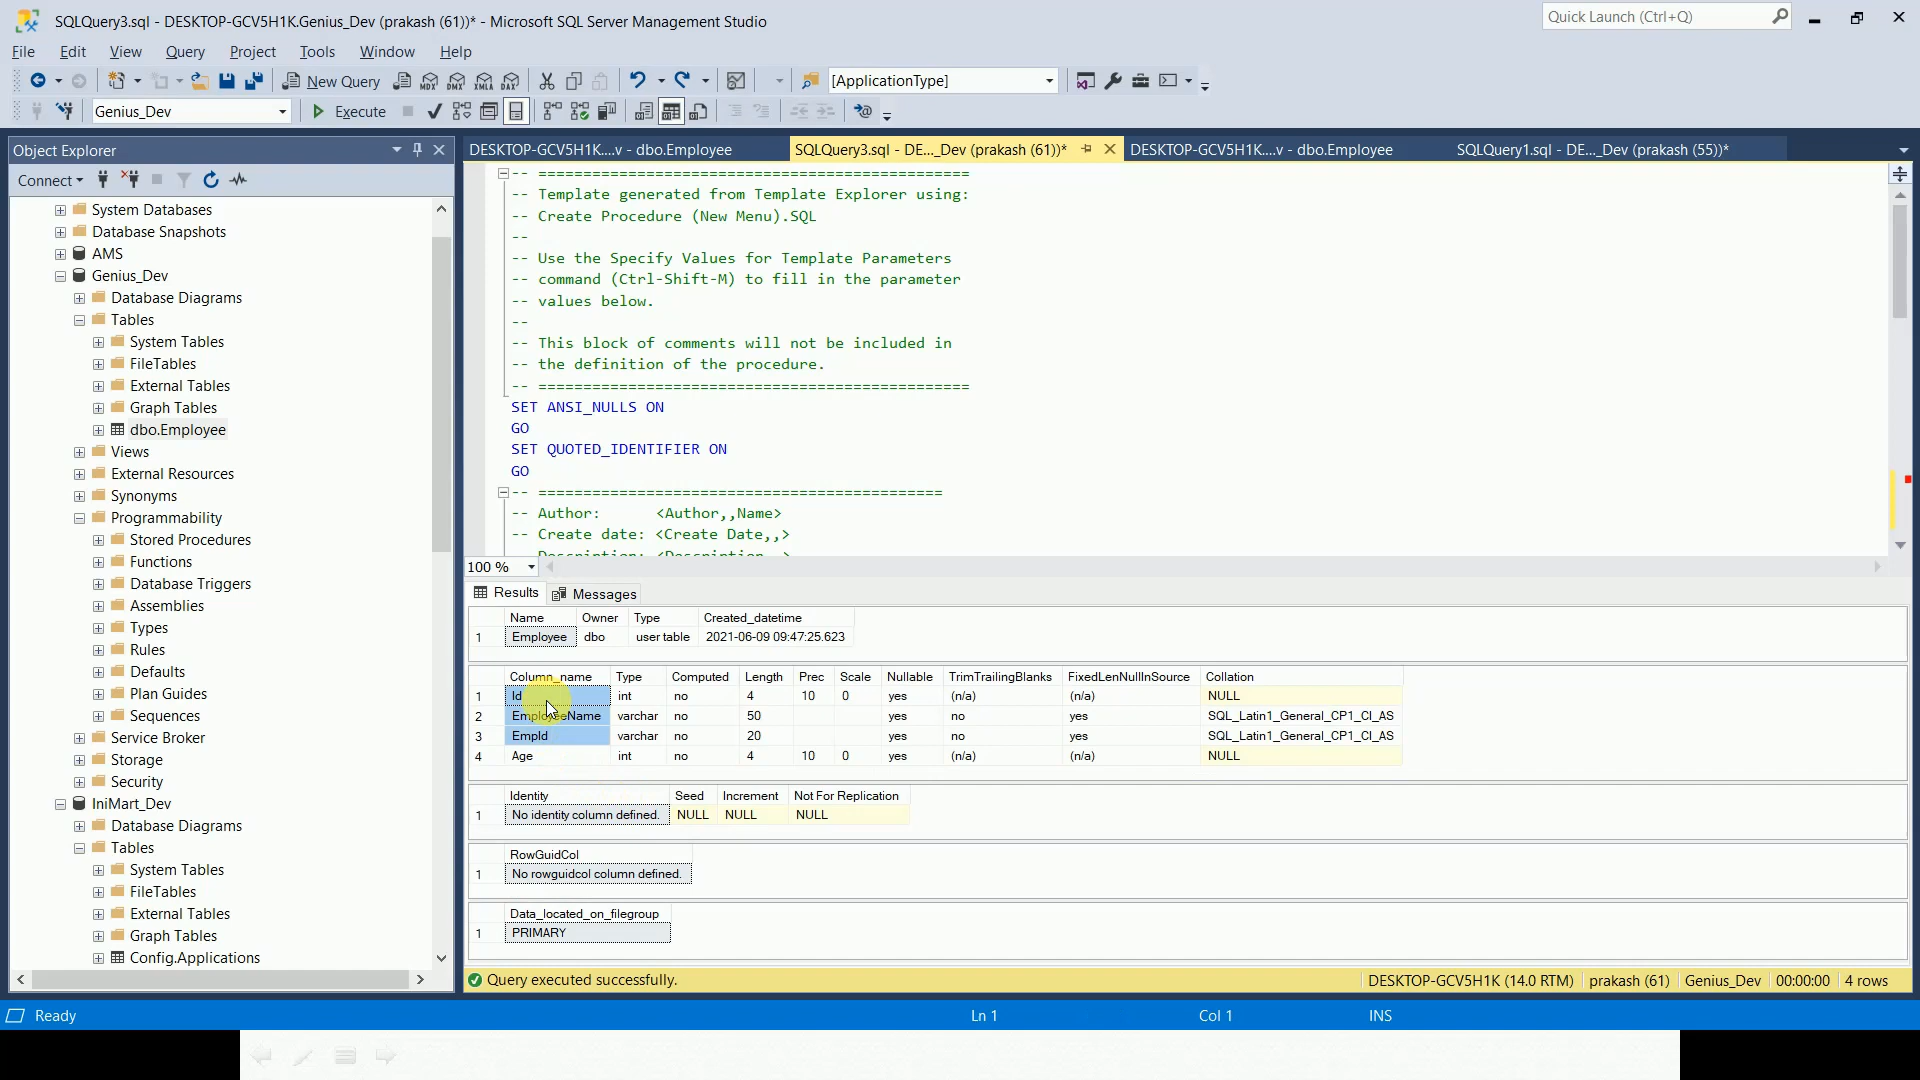 SQLQuery3.sql - DESKTOP-GCV5H1K.Genius_Dev (prakash (61))* - Microsoft SQL Server Management Studio
Quick Launch (Ctrl+Q)
File Edit View Query Project Tools Window Help
New Query MDX DMX XMLA DAX [ApplicationType]
Genius_Dev Execute
Object Explorer
Connect
System Databases
Database Snapshots
AMS
Genius_Dev
Database Diagrams
Tables
System Tables
FileTables
External Tables
Graph Tables
dbo.Employee
Views
External Resources
Synonyms
Programmability
Stored Procedures
Functions
Database Triggers
Assemblies
Types
Rules
Defaults
Plan Guides
Sequences
Service Broker
Storage
Security
IniMart_Dev
Database Diagrams
Tables
System Tables
FileTables
External Tables
Graph Tables
Config.Applications
DESKTOP-GCV5H1K....v - dbo.Employee SQLQuery3.sql - DE..._Dev (prakash (61))* DESKTOP-GCV5H1K....v - dbo.Employee SQLQuery1.sql - DE..._Dev (prakash (55))*
-- ================================================
-- Template generated from Template Explorer using:
-- Create Procedure (New Menu).SQL
--
-- Use the Specify Values for Template Parameters
-- command (Ctrl-Shift-M) to fill in the parameter
-- values below.
--
-- This block of comments will not be included in
-- the definition of the procedure.
-- ================================================
SET ANSI_NULLS ON
GO
SET QUOTED_IDENTIFIER ON
GO
-- =============================================
-- Author: <Author,,Name>
-- Create date: <Create Date,,>
-- Description: <Description,,>
100 %
Results Messages
Name Owner Type Created_datetime
1 Employee dbo user table 2021-06-09 09:47:25.623
Column_name Type Computed Length Prec Scale Nullable TrimTrailingBlanks FixedLenNullInSource Collation
1 Id int no 4 10 0 yes (n/a) (n/a) NULL
2 EmployeeName varchar no 50 yes no yes SQL_Latin1_General_CP1_CI_AS
3 EmpId varchar no 20 yes no yes SQL_Latin1_General_CP1_CI_AS
4 Age int no 4 10 0 yes (n/a) (n/a) NULL
Identity Seed Increment Not For Replication
1 No identity column defined. NULL NULL NULL
RowGuidCol
1 No rowguidcol column defined.
Data_located_on_filegroup
1 PRIMARY
Query executed successfully. DESKTOP-GCV5H1K (14.0 RTM) prakash (61) Genius_Dev 00:00:00 4 rows
Ready Ln 1 Col 1 INS